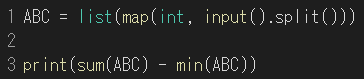 1 ABC = list(map(int, input().split()))
2
3 print(sum(ABC) - min(ABC))